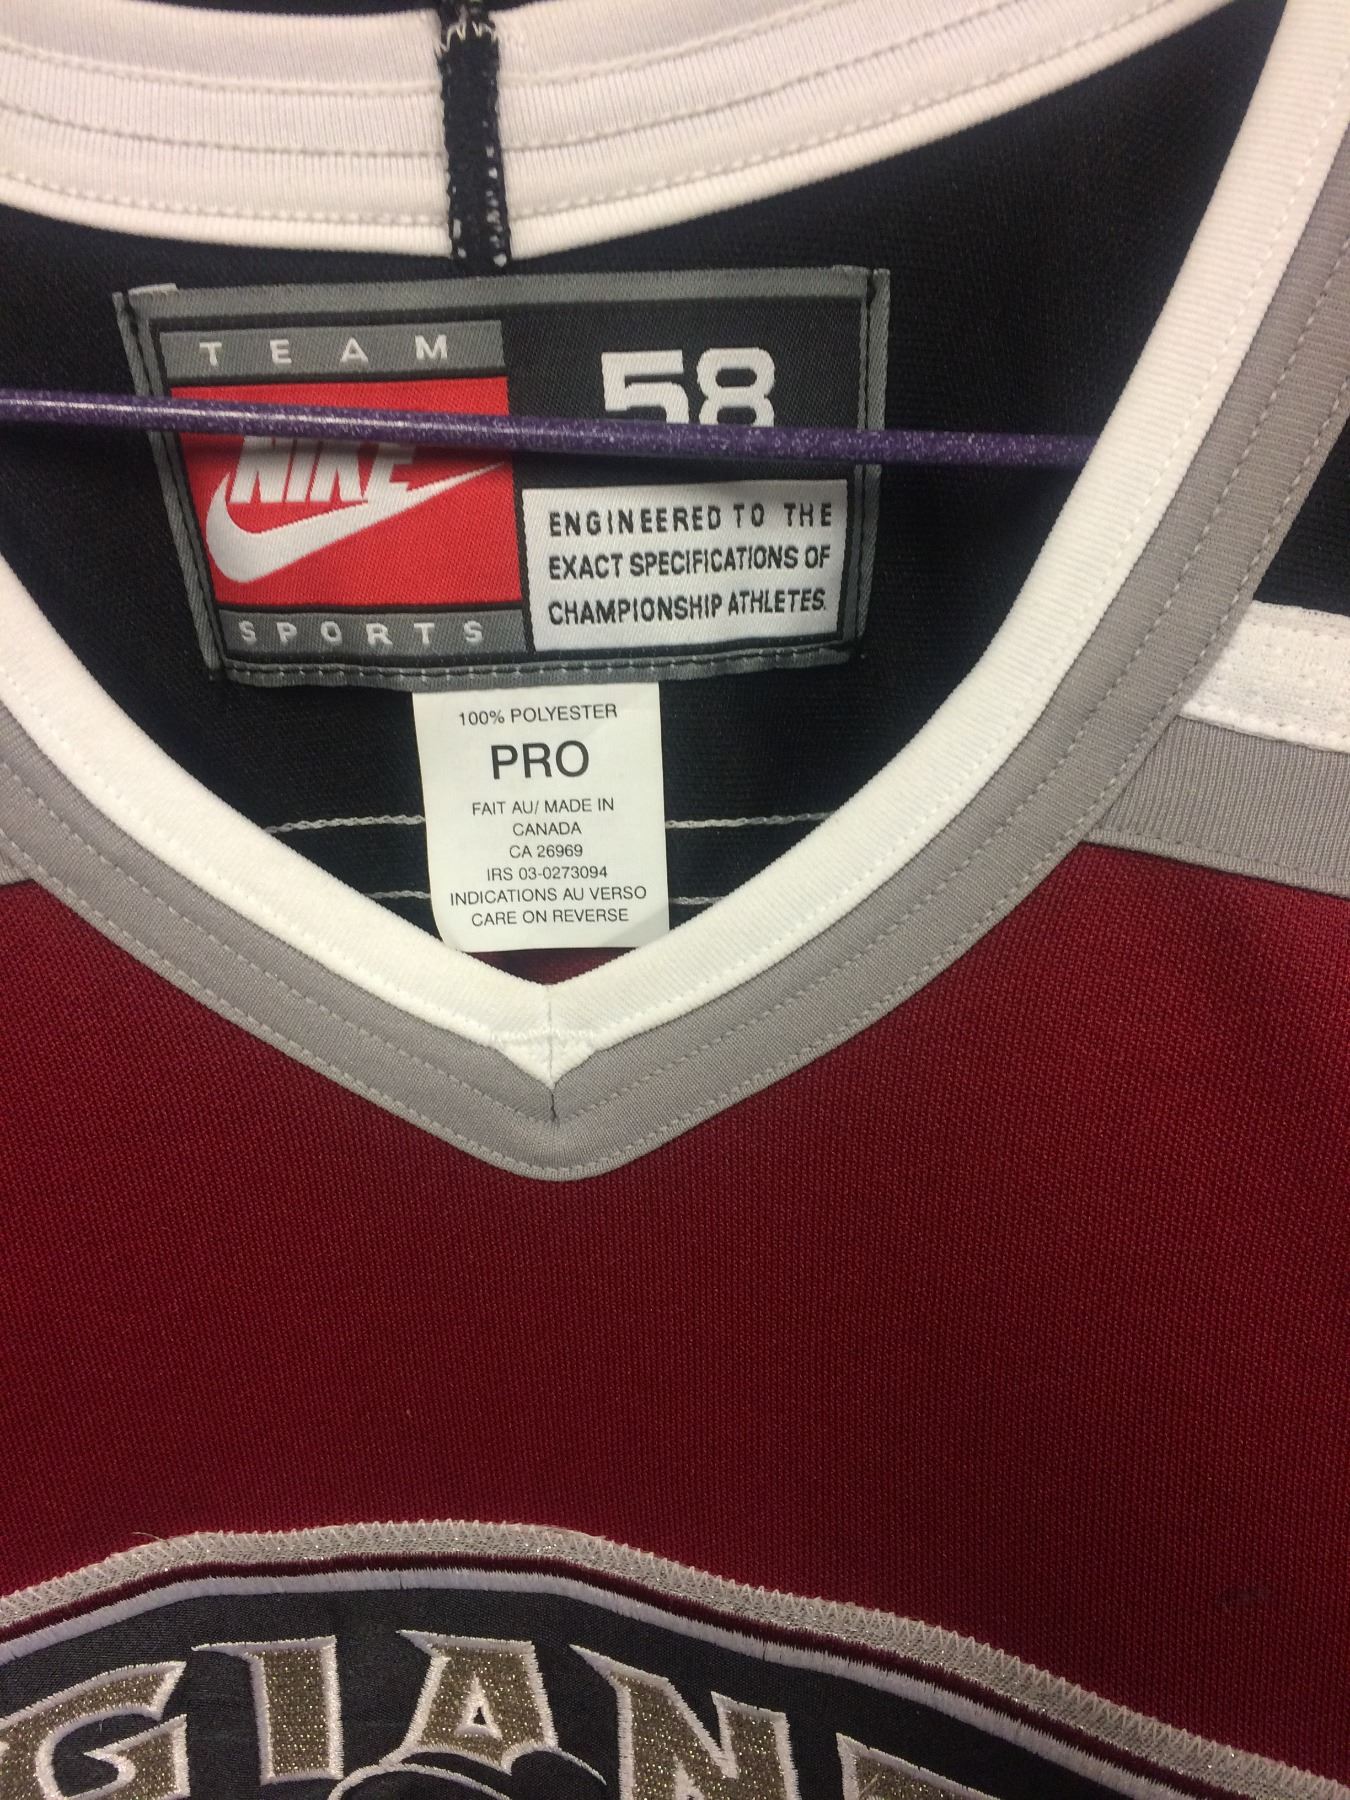 TEAM
58
NIKE
SPORTS
ENGINEERED TO THE
EXACT SPECIFICATIONS OF
CHAMPIONSHIP ATHLETES.
100% POLYESTER
PRO
FAIT AU/ MADE IN
CANADA
CA 26969
IRS 03-0273094
INDICATIONS AU VERSO
CARE ON REVERSE
GIAN